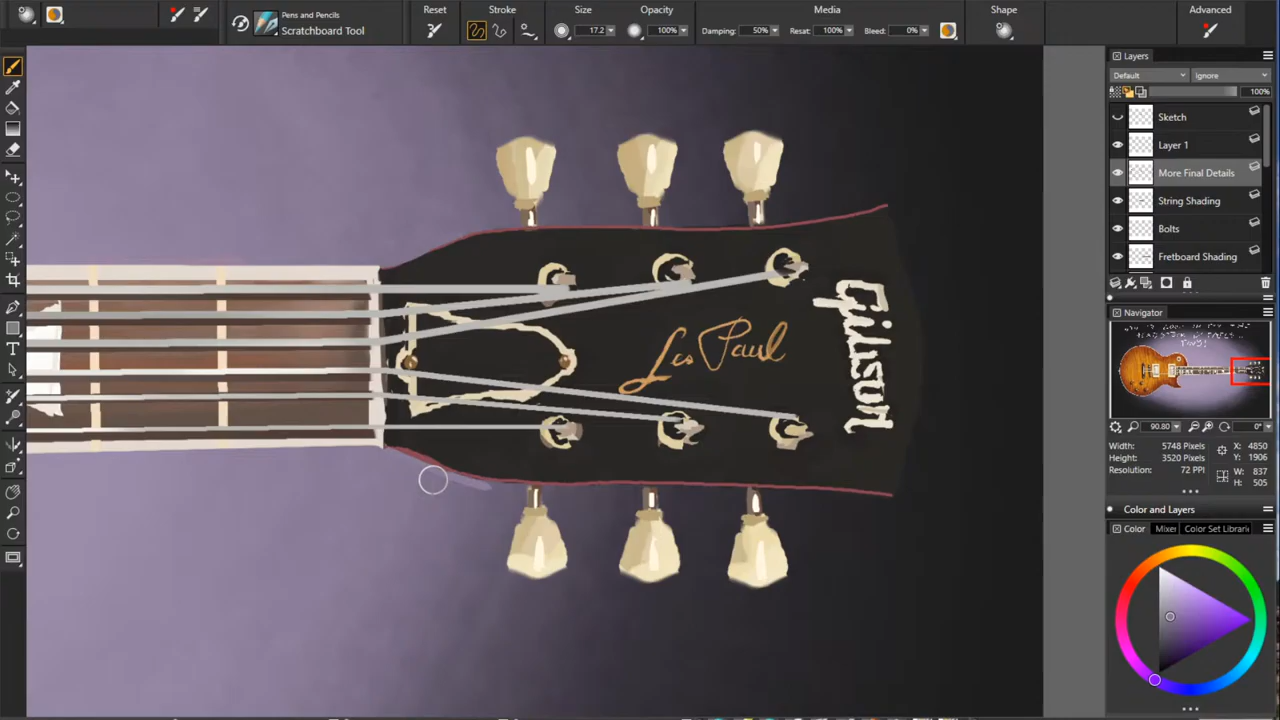 Pens and Pencils
Scratchboard Tool
Reset
Stroke
Size
17.2
Opacity
100%
Media
Damping: 50%
Resat: 100%
Bleed: 0%
Shape
Advanced
Layers
Default
Ignore
100%
Sketch
Layer 1
More Final Details
String Shading
Bolts
Fretboard Shading
Navigator
90.80
0°
Width: 5748 Pixels
Height: 3520 Pixels
Resolution: 72 PPI
X: 4850
Y: 1906
W: 837
H: 505
Color and Layers
Color
Mixer
Color Set Librari
Les Paul
Gibson